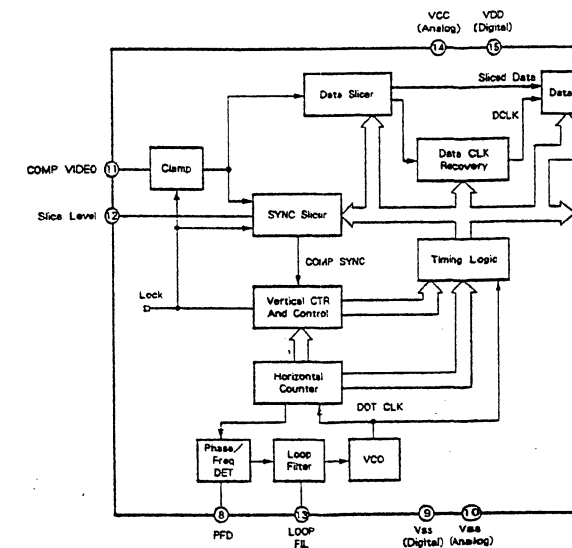 VCC
(Analog)
VDD
(Digital)
14
15
Sliced Data
Data Slicer
Data
DCLK
COMP VIDEO
11
Clamp
Data CLK
Recovery
Slice Level
12
SYNC Slicer
COMP SYNC
Timing Logic
Lock
Vertical CTR
And Control
Horizontal
Counter
DOT CLK
Phase/
Freq
DET
Loop
Filter
VCO
8
13
9
10
PFD
LOOP
FIL
Vss
(Digital)
Vss
(Analog)